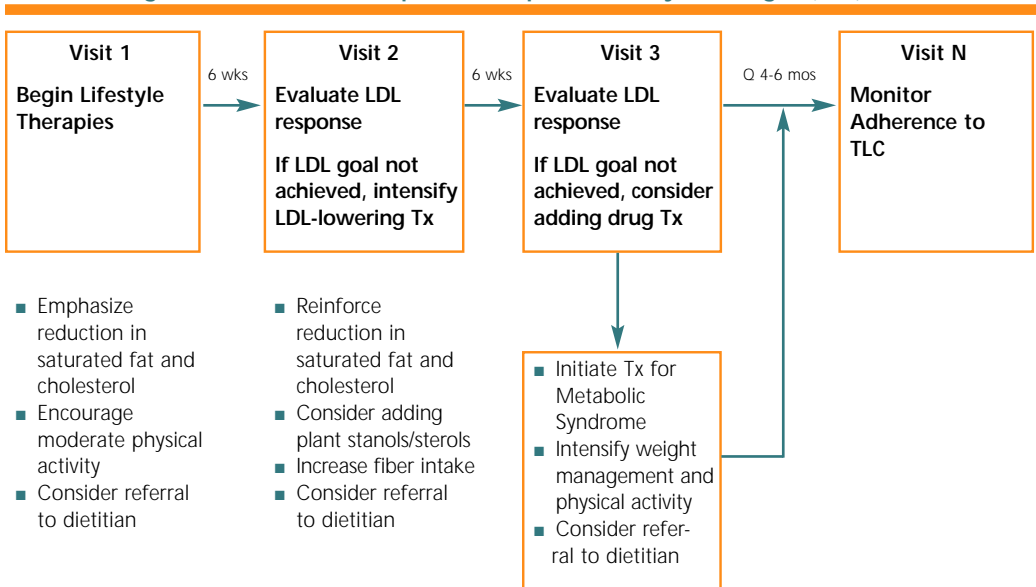 Visit 1
Begin Lifestyle
Therapies
6 wks
Visit 2
Evaluate LDL
response
If LDL goal not
achieved, intensify
LDL-lowering Tx
6 wks
Visit 3
Evaluate LDL
response
If LDL goal not
achieved, consider
adding drug Tx
Q 4-6 mos
Visit N
Monitor
Adherence to
TLC
■ Emphasize
reduction in
saturated fat and
cholesterol
■ Encourage
moderate physical
activity
■ Consider referral
to dietitian
■ Reinforce
reduction in
saturated fat and
cholesterol
■ Consider adding
plant stanols/sterols
■ Increase fiber intake
■ Consider referral
to dietitian
■ Initiate Tx for
Metabolic
Syndrome
■ Intensify weight
management and
physical activity
■ Consider refer-
ral to dietitian